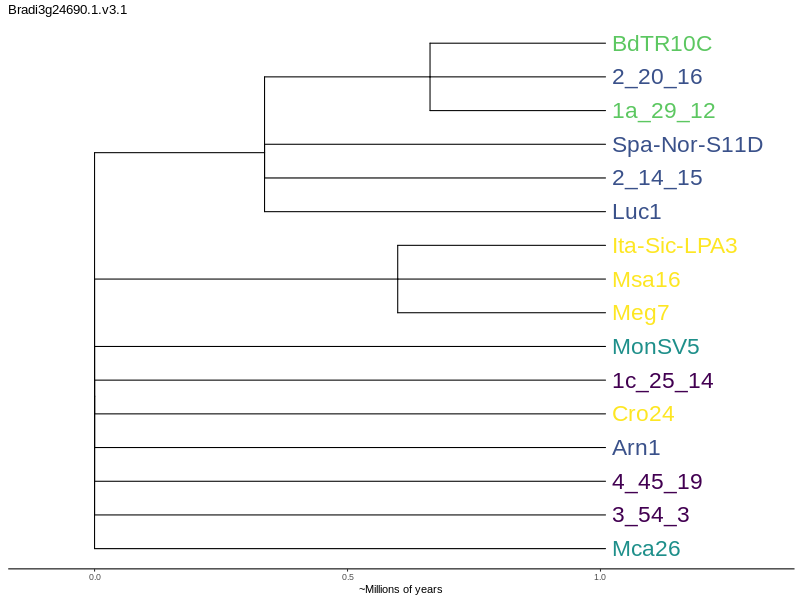 Bradi3g24690.1.v3.1
BdTR10C
2_20_16
1a_29_12
Spa-Nor-S11D
2_14_15
Luc1
Ita-Sic-LPA3
Msa16
Meg7
MonSV5
1c_25_14
Cro24
Arn1
4_45_19
3_54_3
Mca26
0.0 0.5 1.0
~Millions of years